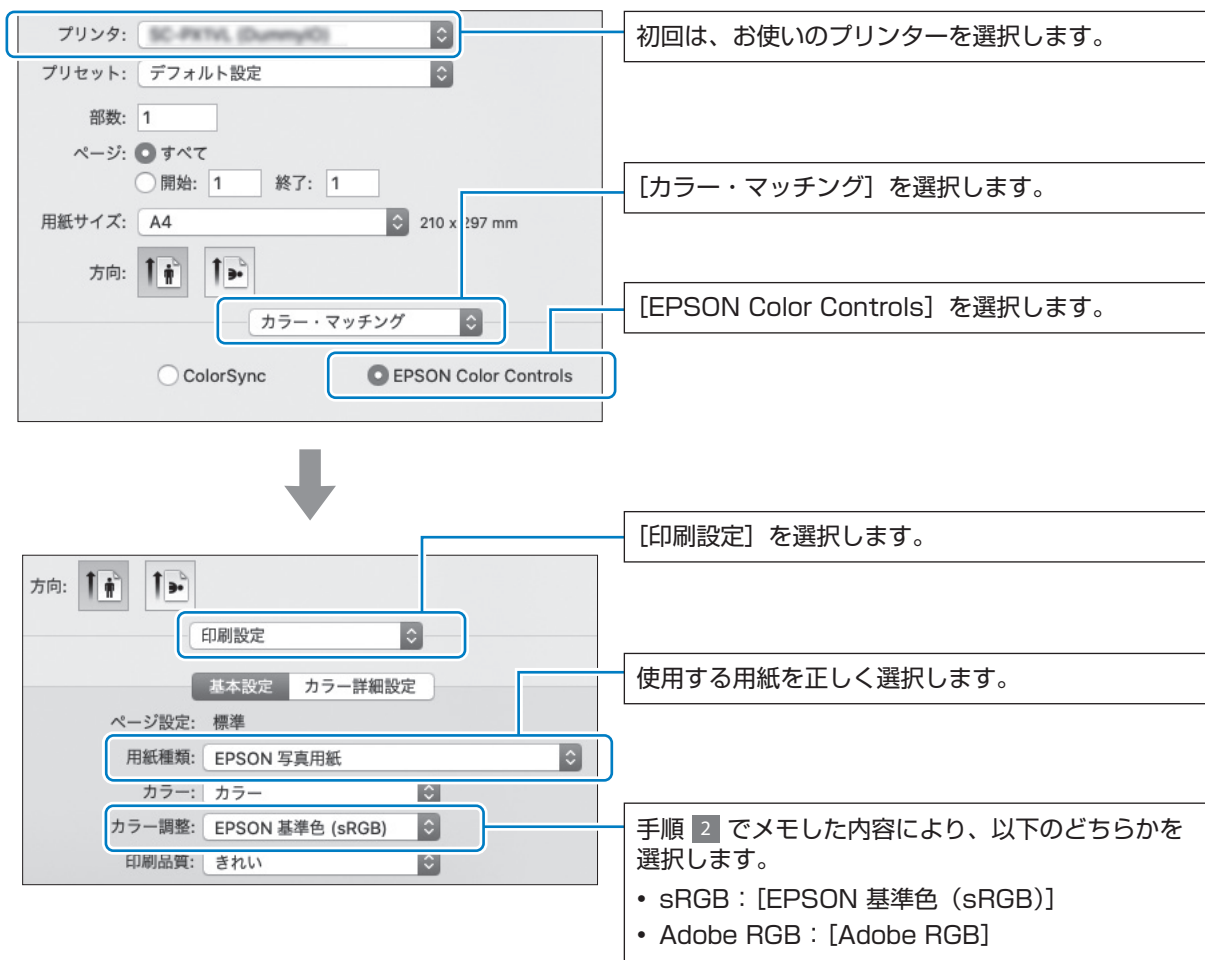 プリンタ:
初回は、お使いのプリンターを選択します。
プリセット: デフォルト設定
部数: 1
ページ: すべて
開始: 1 終了: 1
[カラー・マッチング] を選択します。
用紙サイズ: A4 210 x 297 mm
方向:
[EPSON Color Controls] を選択します。
カラー・マッチング
ColorSync EPSON Color Controls
[印刷設定] を選択します。
方向:
印刷設定
使用する用紙を正しく選択します。
基本設定 カラー詳細設定
ページ設定: 標準
用紙種類: EPSON 写真用紙
カラー: カラー
カラー調整: EPSON 基準色 (sRGB)
印刷品質: きれい
手順 2 でメモした内容により、以下のどちらかを
選択します。
• sRGB:[EPSON 基準色(sRGB)]
• Adobe RGB:[Adobe RGB]